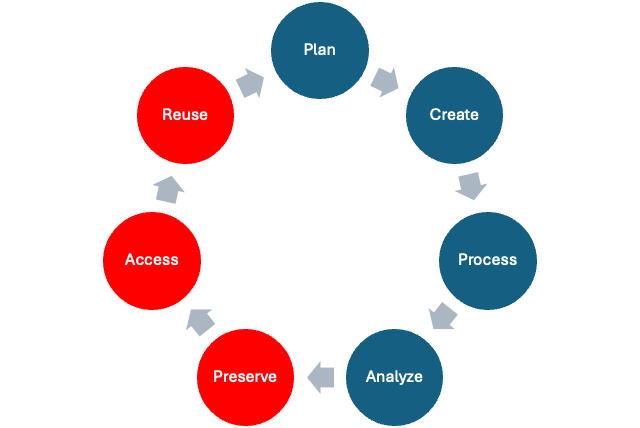 Plan
Create
Process
Analyze
Preserve
Access
Reuse